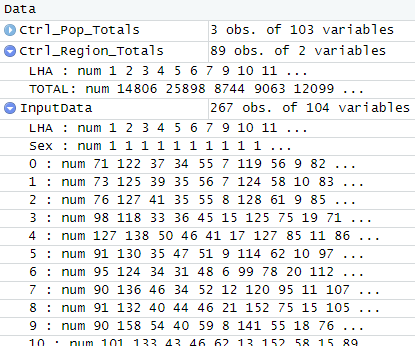 Data
Ctrl_Pop_Totals 3 obs. of 103 variables
Ctrl_Region_Totals 89 obs. of 2 variables
LHA : num 1 2 3 4 5 6 7 9 10 11 ...
TOTAL: num 14806 25898 8744 9063 12099 ...
InputData 267 obs. of 104 variables
LHA : num 1 2 3 4 5 6 7 9 10 11 ...
Sex : num 1 1 1 1 1 1 1 1 1 1 ...
0 : num 71 122 37 34 55 7 119 56 9 82 ...
1 : num 73 125 39 35 56 7 124 58 10 83 ...
2 : num 76 127 41 35 55 8 128 61 9 85 ...
3 : num 98 118 33 36 45 15 125 75 19 71 ...
4 : num 127 138 50 46 41 17 127 85 11 86 ...
5 : num 91 130 35 47 51 9 114 62 10 97 ...
6 : num 95 124 34 31 48 6 99 78 20 112 ...
7 : num 90 136 46 34 52 12 120 95 11 107 ...
8 : num 91 132 40 44 46 21 152 75 15 105 ...
9 : num 90 158 54 40 59 8 141 55 18 76 ...
10 : num 101 133 43 46 62 13 152 58 15 89